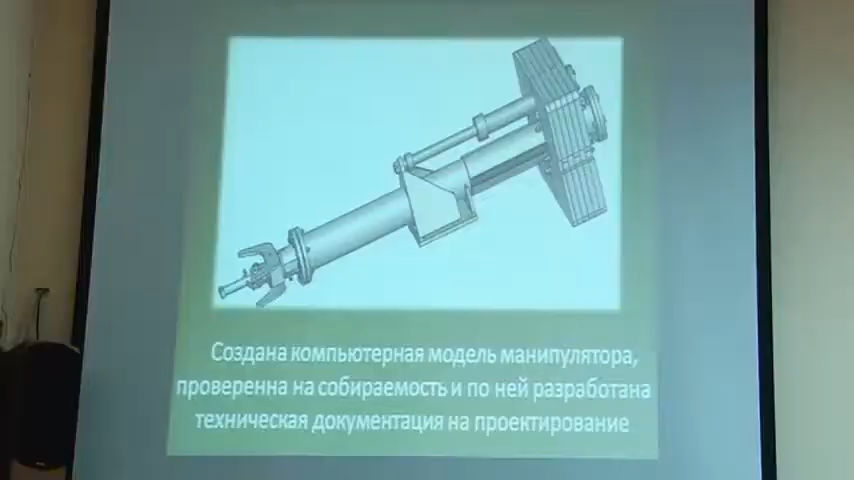 Создана компьютерная модель манипулятора,
проверенна на собираемость и по ней разработана
техническая документация на проектирование